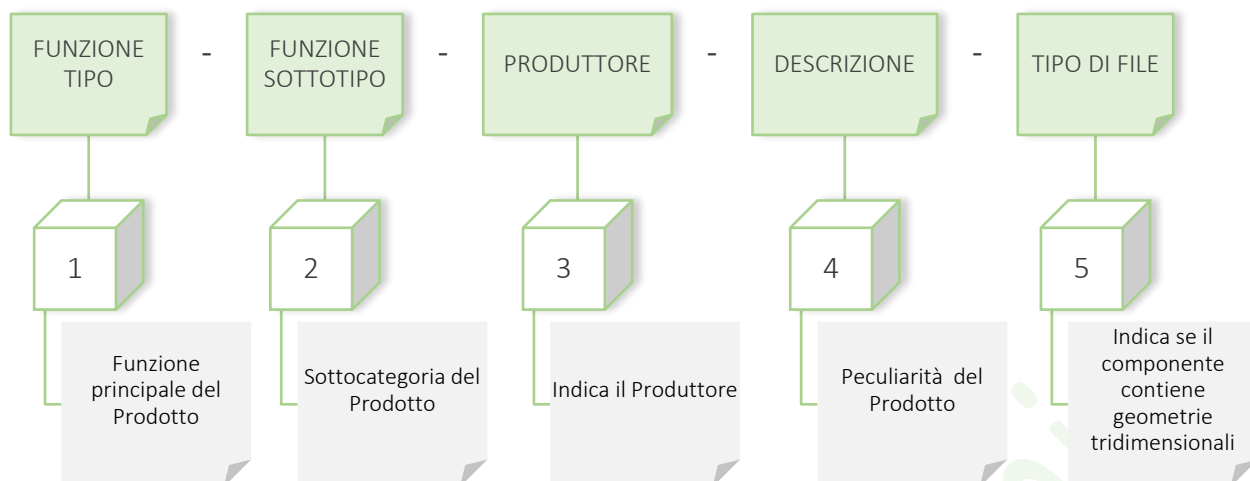 FUNZIONE
TIPO
-
FUNZIONE
SOTTOTIPO
-
PRODUTTORE
-
DESCRIZIONE
-
TIPO DI FILE
1
2
3
4
5
Funzione
principale del
Prodotto
Sottocategoria del
Prodotto
Indica il Produttore
Peculiarità del
Prodotto
Indica se il
componente
contiene
geometrie
tridimensionali